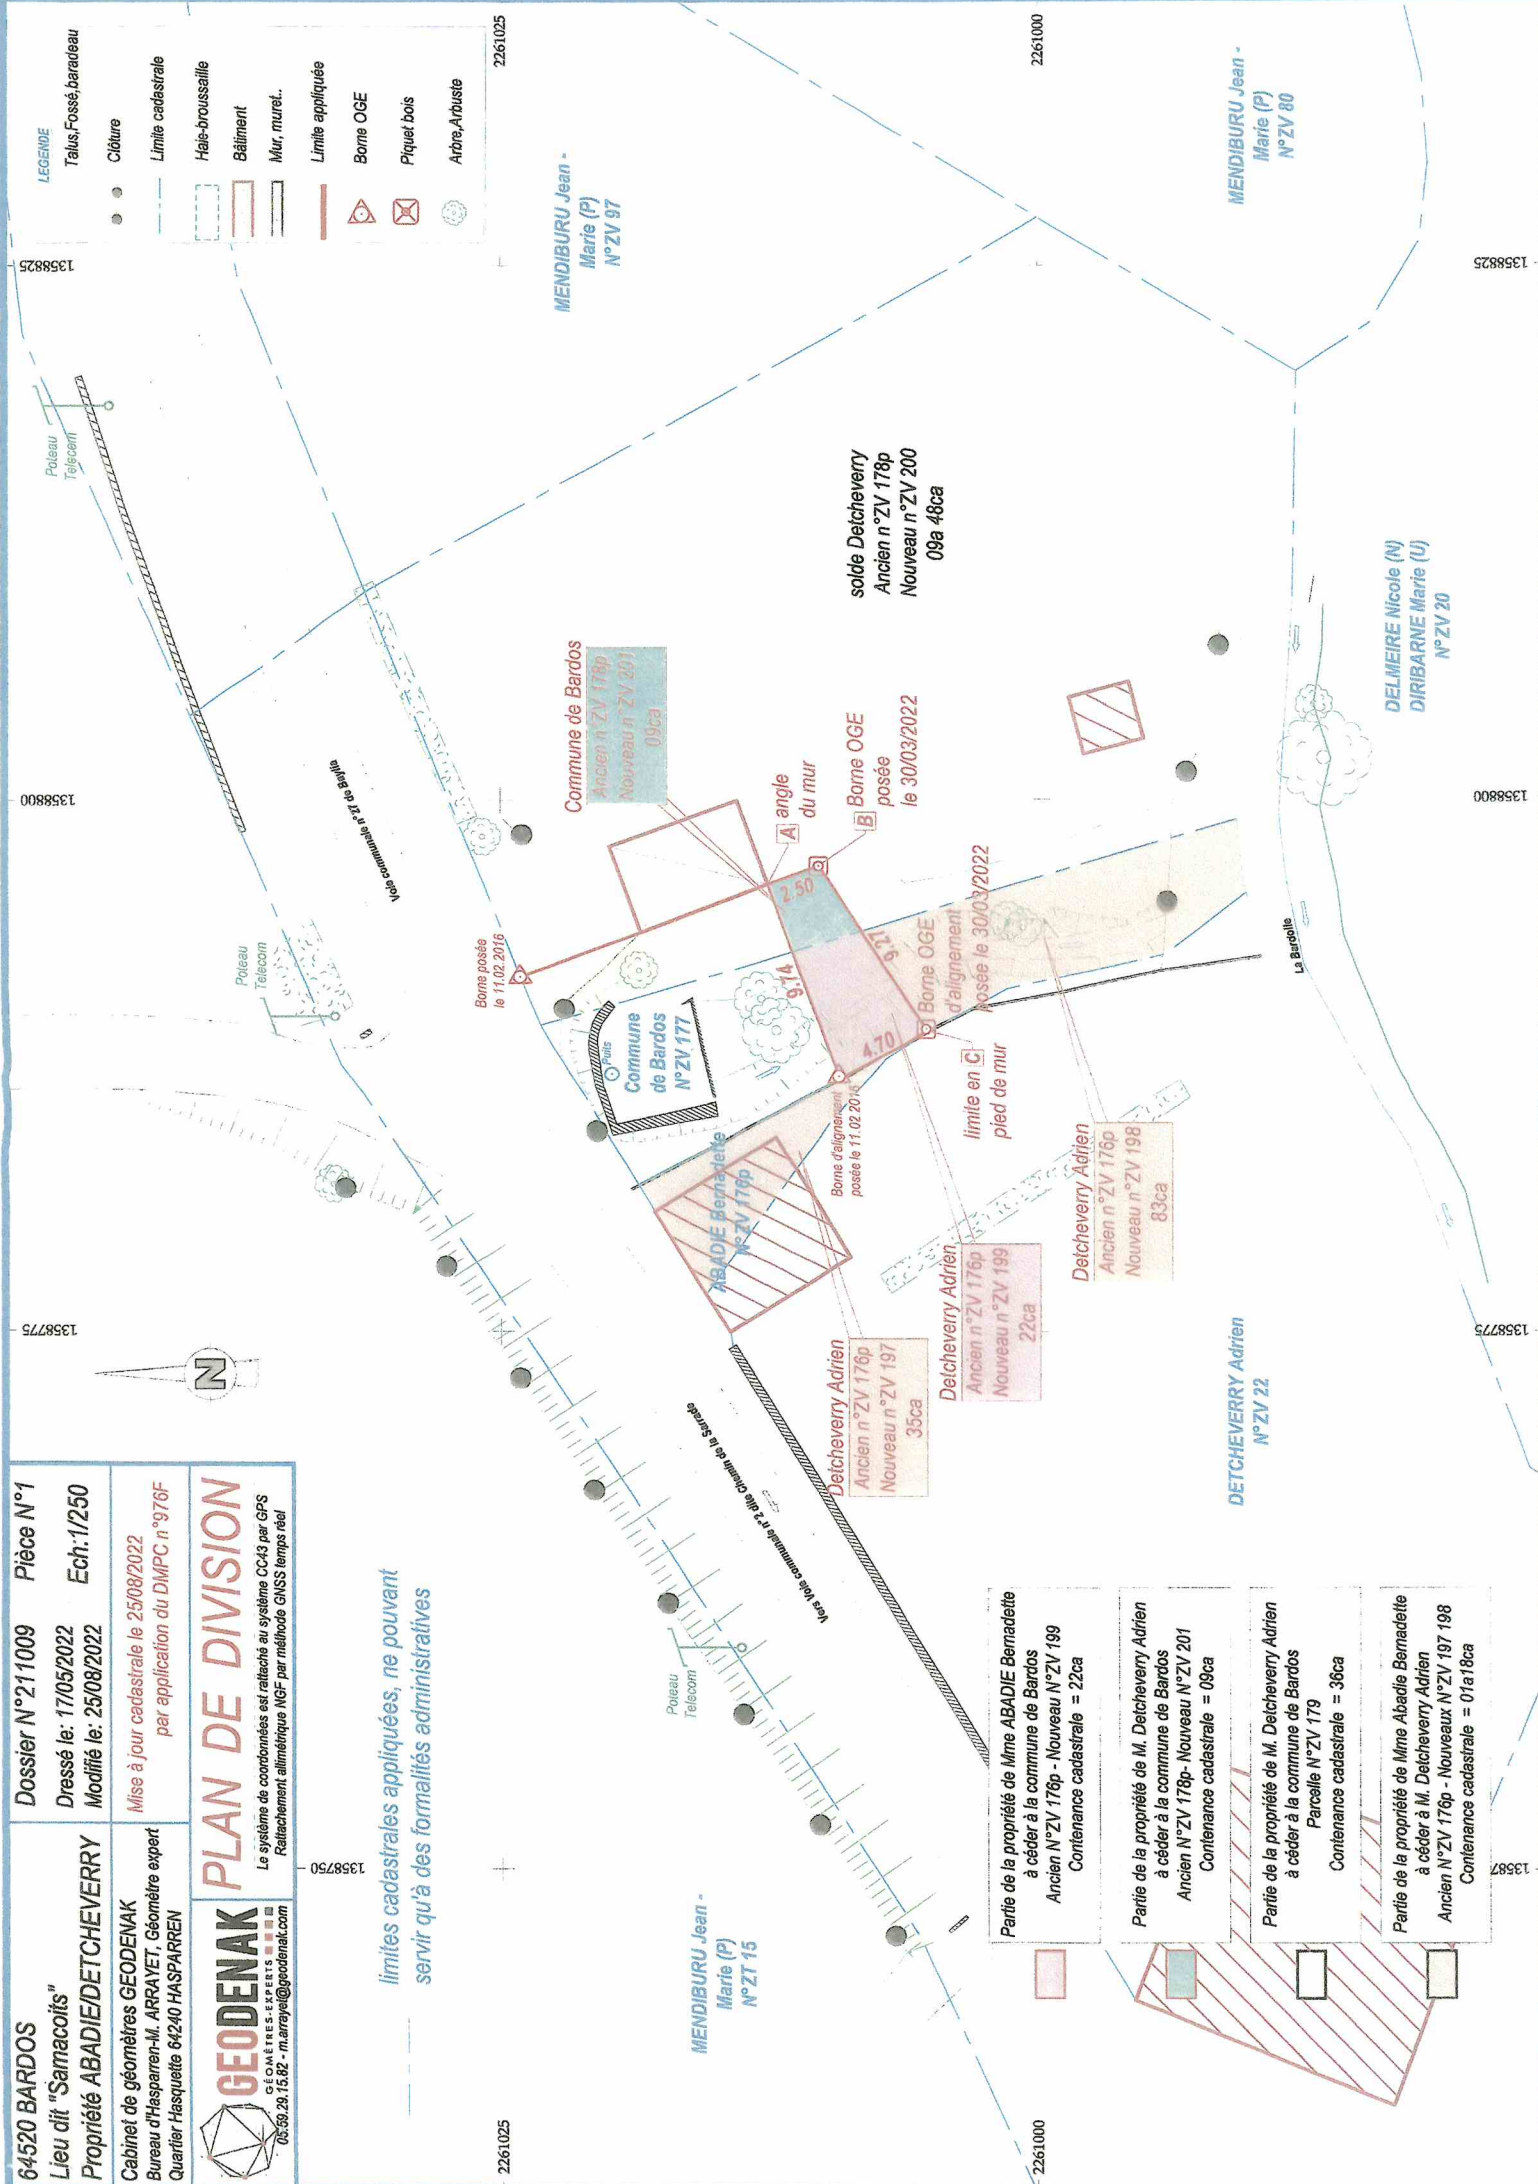 64520 BARDOS
Lieu dit "Samacoits"
Propriété ABADIE/DETCHEVERRY
Dossier N°211009 Pièce N°1
Dressé le: 17/05/2022
Modifié le: 25/08/2022 Ech:1/250
Cabinet de géomètres GEODENAK
Bureau d'Hasparren-M. ARRAYET, Géomètre expert
Quartier Hasquette 64240 HASPARREN
Mise à jour cadastrale le 25/08/2022
par application du DMPC n°976F
GEODENAK
GÉOMÈTRES-EXPERTS
05.59.29.15.82 - m.arrayet@geodenak.com
PLAN DE DIVISION
Le système de coordonnées est rattaché au système CC43 par GPS
Rattachement altimétrique NGF par méthode GNSS temps réel
limites cadastrales appliquées, ne pouvant
servir qu'à des formalités administratives
N
LEGENDE
Talus,Fossé,baradeau
Clôture
Limite cadastrale
Haie-broussaille
Bâtiment
Mur, muret..
Limite appliquée
Borne OGE
Piquet bois
Arbre,Arbuste
1358750
1358775
1358800
1358825
2261025
2261025
2261000
2261000
1358775
1358800
1358825
Poteau
Telecom
Poteau
Télecom
Poteau
Telecom
Voie communale n°21 de Beylie
Vers Voie communale n°2 dite Chemin de la Serrade
MENDIBURU Jean -
Marie (P)
N°ZV 97
MENDIBURU Jean -
Marie (P)
N°ZV 80
MENDIBURU Jean -
Marie (P)
N°ZT 15
Borne posée
le 11.02.2016
Commune de Bardos
Ancien n°ZV 178p
Nouveau n°ZV 201
09ca
A angle
du mur
B Borne OGE
posée
le 30/03/2022
solde Detcheverry
Ancien n°ZV 178p
Nouveau n°ZV 200
09a 48ca
Puits
Commune
de Bardos
N°ZV 177
2.50
9.14
9.27
4.70
ABADIE Bernadette
N°ZV 176p
Borne d'alignement
posée le 11.02.2016
Borne OGE
d'alignement
posée le 30/03/2022
limite en C
pied de mur
Detcheverry Adrien
Ancien n°ZV 176p
Nouveau n°ZV 197
35ca
Detcheverry Adrien
Ancien n°ZV 176p
Nouveau n°ZV 199
22ca
Detcheverry Adrien
Ancien n°ZV 176p
Nouveau n°ZV 198
83ca
DETCHEVERRY Adrien
N°ZV 22
La Bardolle
DELMEIRE Nicole (N)
DIRIBARNE Marie (U)
N°ZV 20
Partie de la propriété de Mme ABADIE Bernadette
à céder à la commune de Bardos
Ancien N°ZV 176p - Nouveau N°ZV 199
Contenance cadastrale = 22ca
Partie de la propriété de M. Detcheverry Adrien
à céder à la commune de Bardos
Ancien N°ZV 178p- Nouveau N°ZV 201
Contenance cadastrale = 09ca
Partie de la propriété de M. Detcheverry Adrien
à céder à la commune de Bardos
Parcelle N°ZV 179
Contenance cadastrale = 36ca
Partie de la propriété de Mme Abadie Bernadette
à céder à M. Detcheverry Adrien
Ancien N°ZV 176p - Nouveaux N°ZV 197 198
Contenance cadastrale = 01a18ca